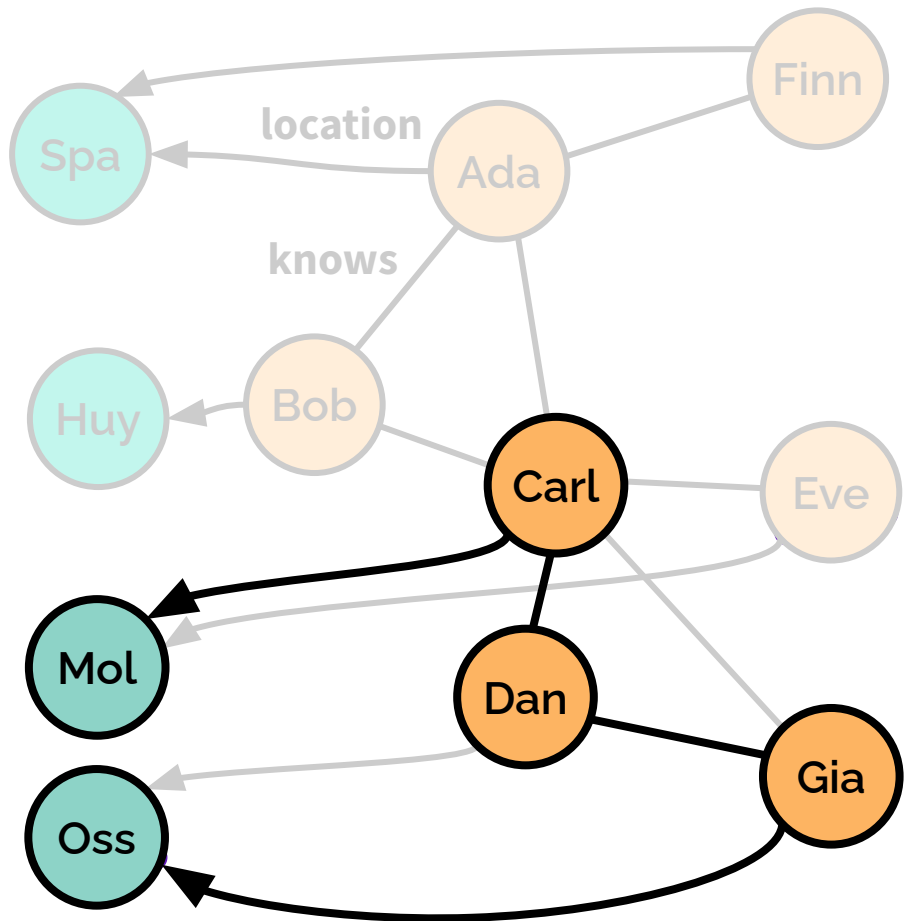 Finn
location
Spa
Ada
knows
Huy
Bob
Carl
Eve
Mol
Dan
Gia
Oss